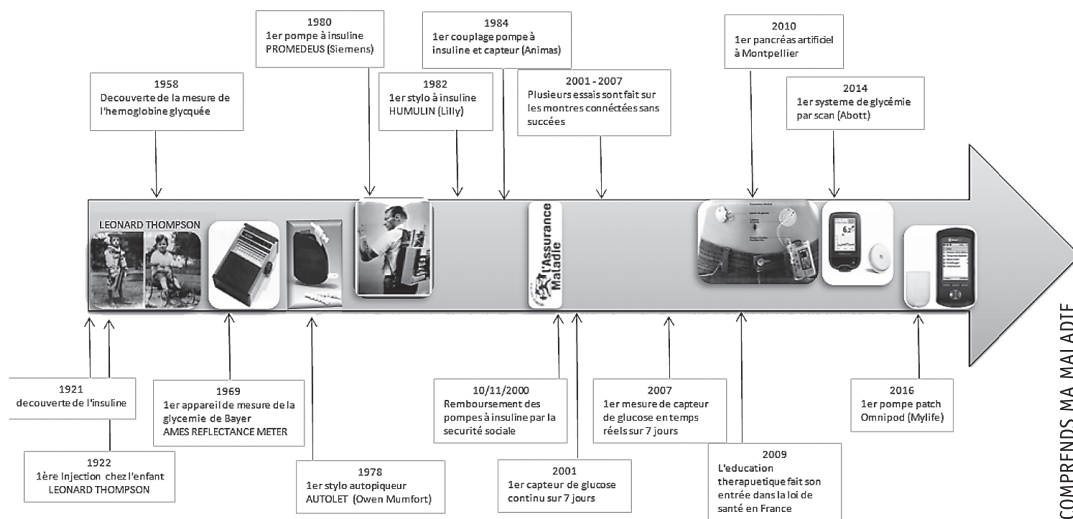 1958
Decouverte de la mesure de
l'hemoglobine glycquée
1980
1er pompe à insuline
PROMEDEUS (Siemens)
1982
1er stylo à insuline
HUMULIN (Lilly)
1984
1er couplage pompe à
insuline et capteur (Animas)
2001 - 2007
Plusieurs essais sont fait sur
les montres connéctées sans
succées
2010
1er pancréas artificiel
à Montpellier
2014
1er systeme de glycémie
par scan (Abott)
LEONARD THOMPSON
l'Assurance
Maladie
6.2
1921
decouverte de l'insuline
1922
1ère Injection chez l'enfant
LEONARD THOMPSON
1969
1er appareil de mesure de la
glycemie de Bayer
AMES REFLECTANCE METER
1978
1er stylo autopiqueur
AUTOLET (Owen Mumfort)
10/11/2000
Remboursement des
pompes à insuline par la
securité sociale
2001
1er capteur de glucose
continu sur 7 jours
2007
1er mesure de capteur
de glucose en temps
réels sur 7 jours
2009
L'education
therapuetique fait son
entrée dans la loi de
santé en France
2016
1er pompe patch
Omnipod (Mylife)
COMPRENDS MA MALADIE